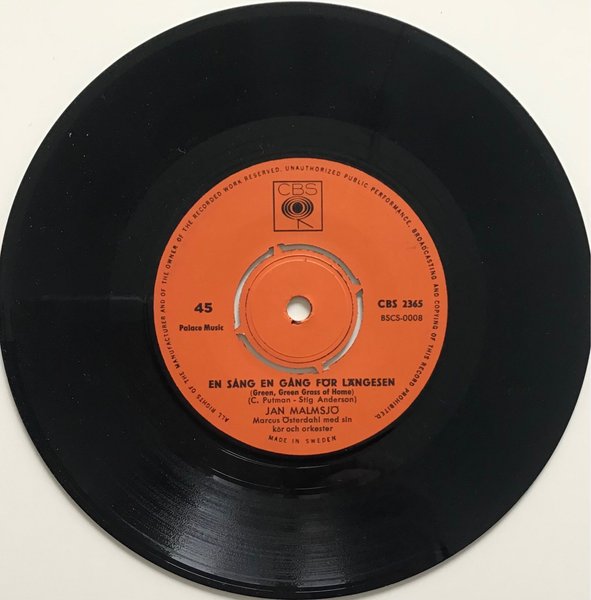 ALL RIGHTS OF THE MANUFACTURER AND OF THE OWNER OF THE RECORDED WORK RESERVED. UNAUTHORIZED PUBLIC PERFORMANCE, BROADCASTING AND COPYING OF THIS RECORD PROHIBITED.
CBS
45
CBS 2365
Palace Music
BSCS-0008
EN SÅNG EN GÅNG FÖR LÄNGESEN
(Green, Green Grass of Home)
(C. Putman - Stig Anderson)
JAN MALMSJÖ
Marcus Österdahl med sin
kör och orkester
MADE IN SWEDEN